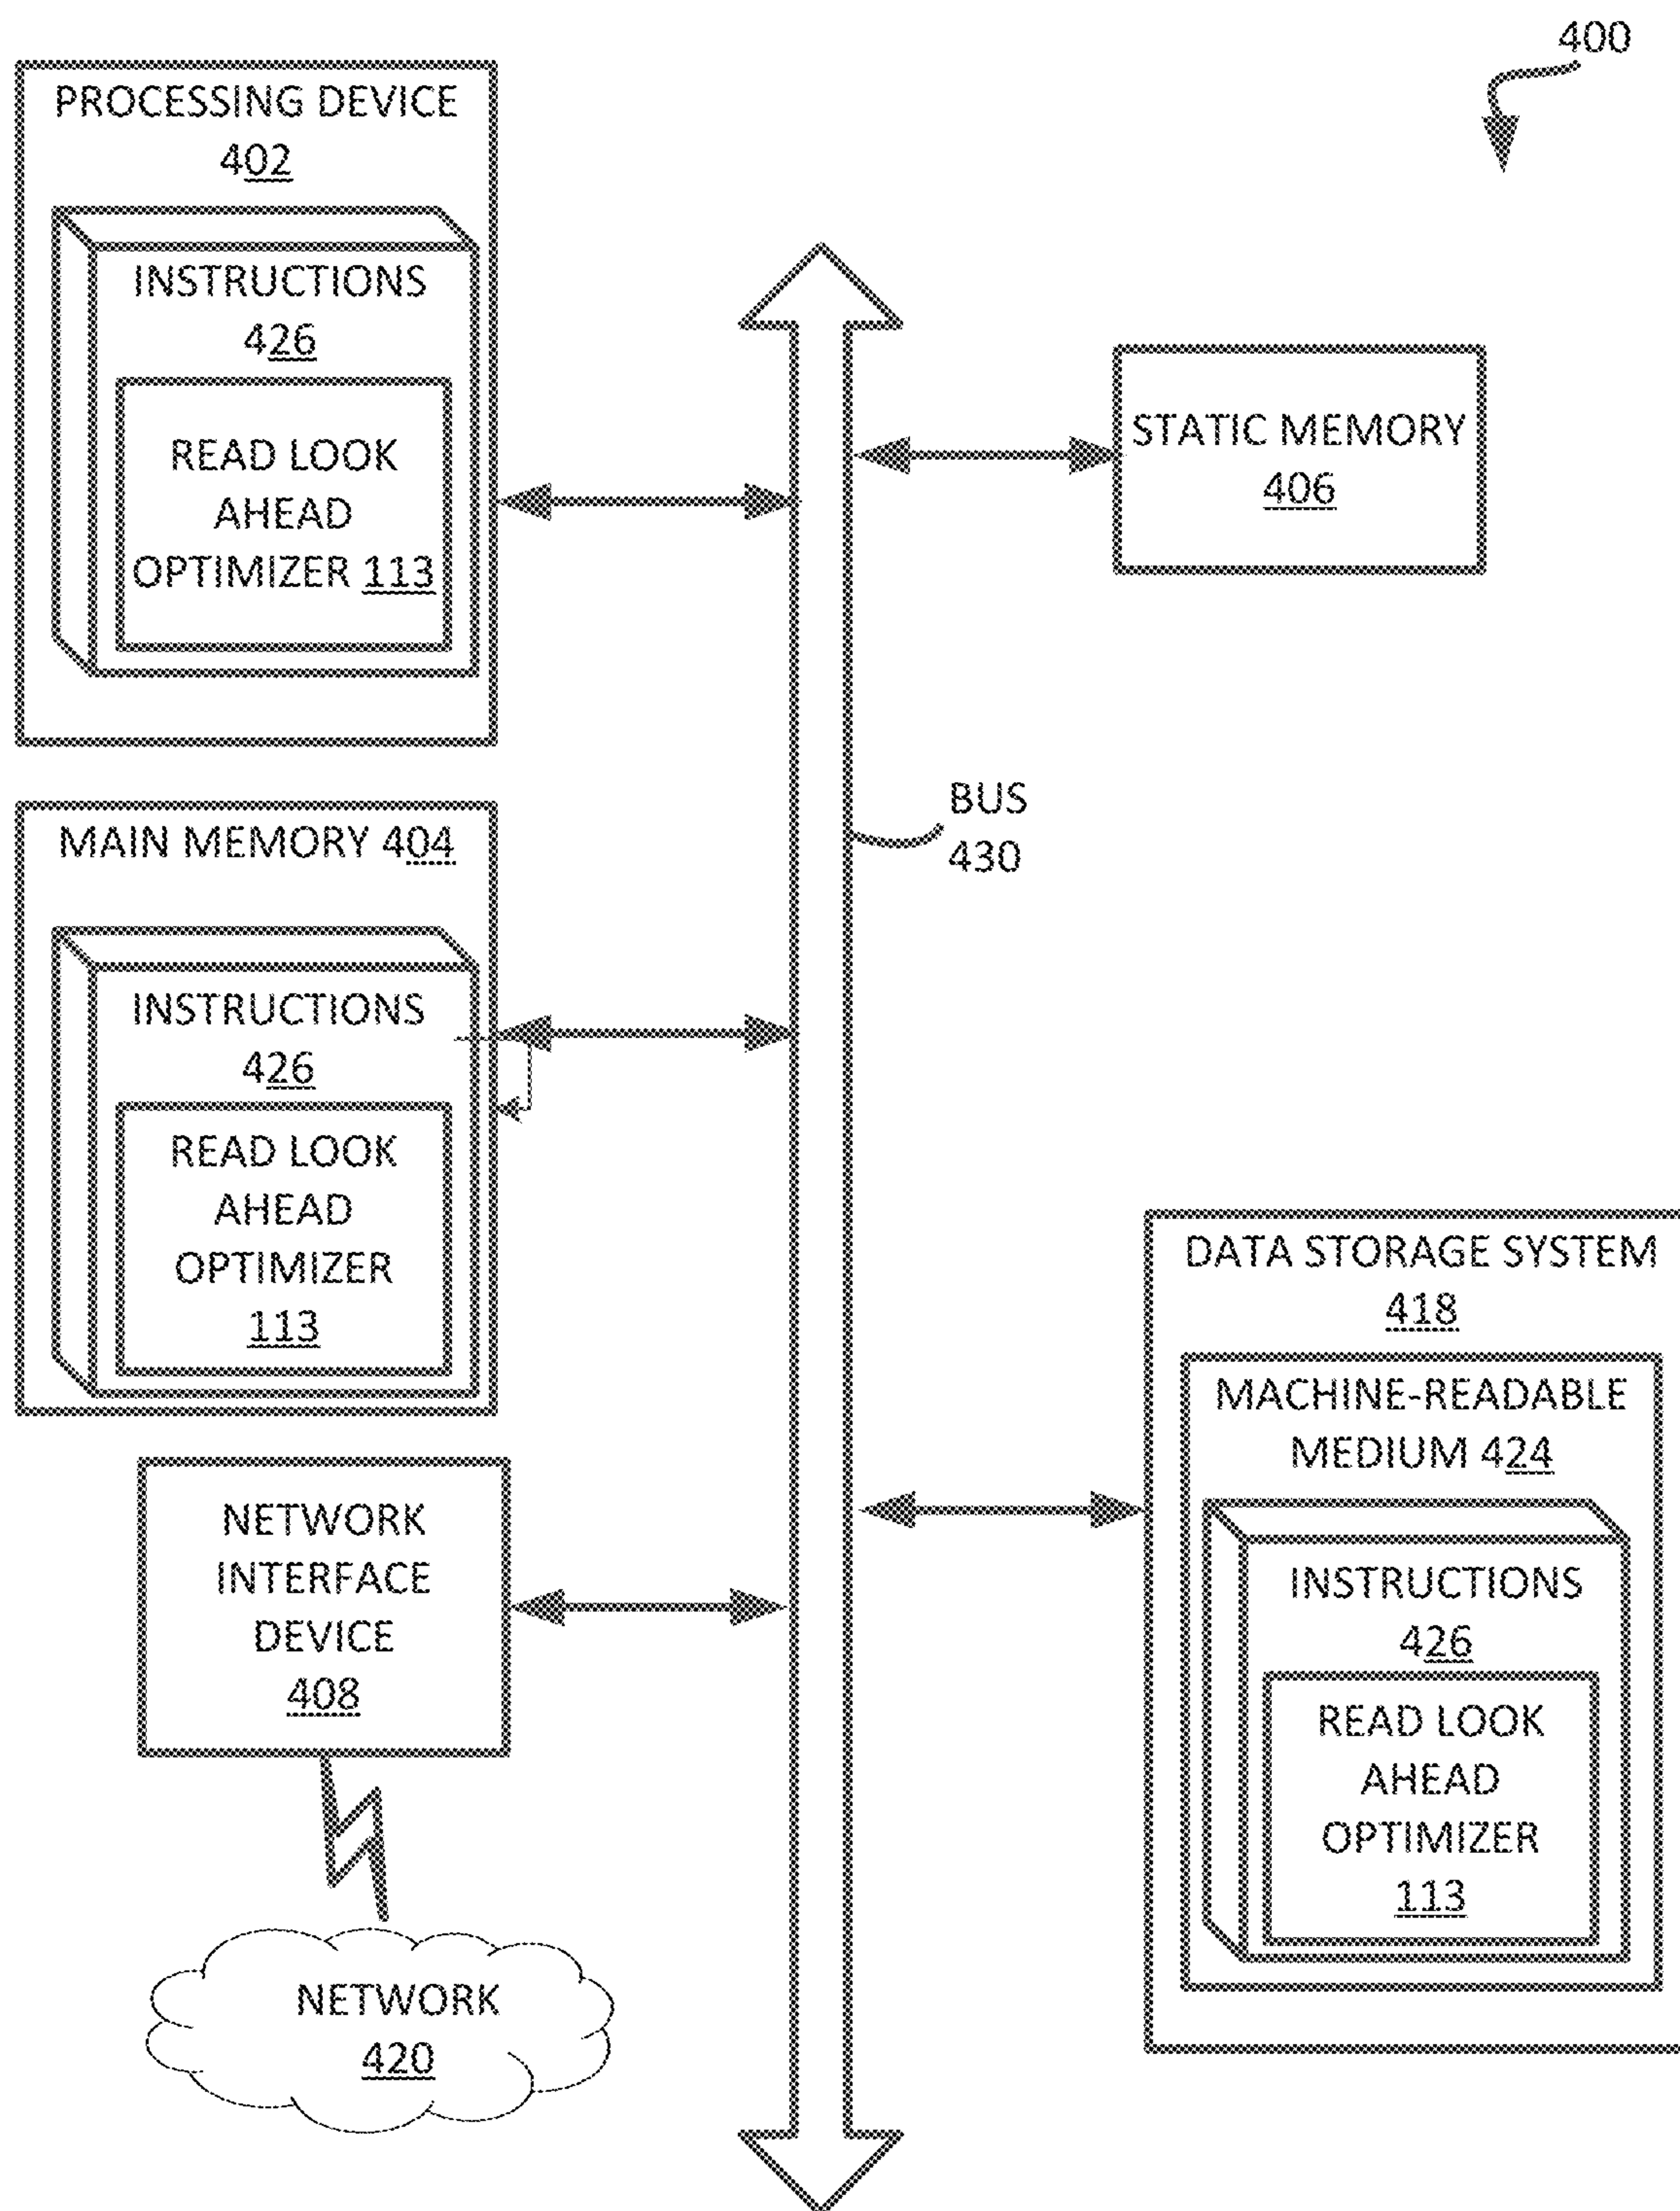 400
PROCESSING DEVICE
402
INSTRUCTIONS
426
READ LOOK
AHEAD
OPTIMIZER 113
STATIC MEMORY
406
BUS
430
MAIN MEMORY 404
INSTRUCTIONS
426
READ LOOK
AHEAD
OPTIMIZER
113
DATA STORAGE SYSTEM
418
MACHINE-READABLE
MEDIUM 424
INSTRUCTIONS
426
READ LOOK
AHEAD
OPTIMIZER
113
NETWORK
INTERFACE
DEVICE
408
NETWORK
420